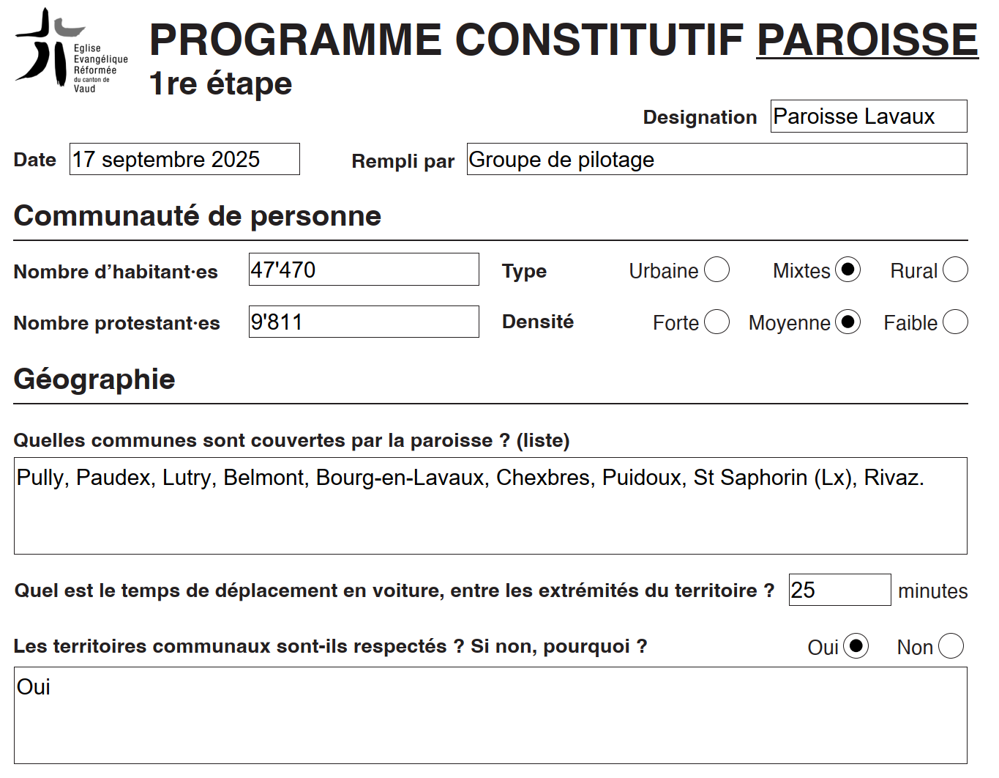 Eglise
Evangélique
Réformée
du canton de
Vaud
PROGRAMME CONSTITUTIF PAROISSE
1re étape
Designation Paroisse Lavaux
Date 17 septembre 2025 Rempli par Groupe de pilotage
Communauté de personne
Nombre d’habitant·es 47'470 Type Urbaine Mixtes Rural
Nombre protestant·es 9'811 Densité Forte Moyenne Faible
Géographie
Quelles communes sont couvertes par la paroisse ? (liste)
Pully, Paudex, Lutry, Belmont, Bourg-en-Lavaux, Chexbres, Puidoux, St Saphorin (Lx), Rivaz.
Quel est le temps de déplacement en voiture, entre les extrémités du territoire ? 25 minutes
Les territoires communaux sont-ils respectés ? Si non, pourquoi ? Oui Non
Oui